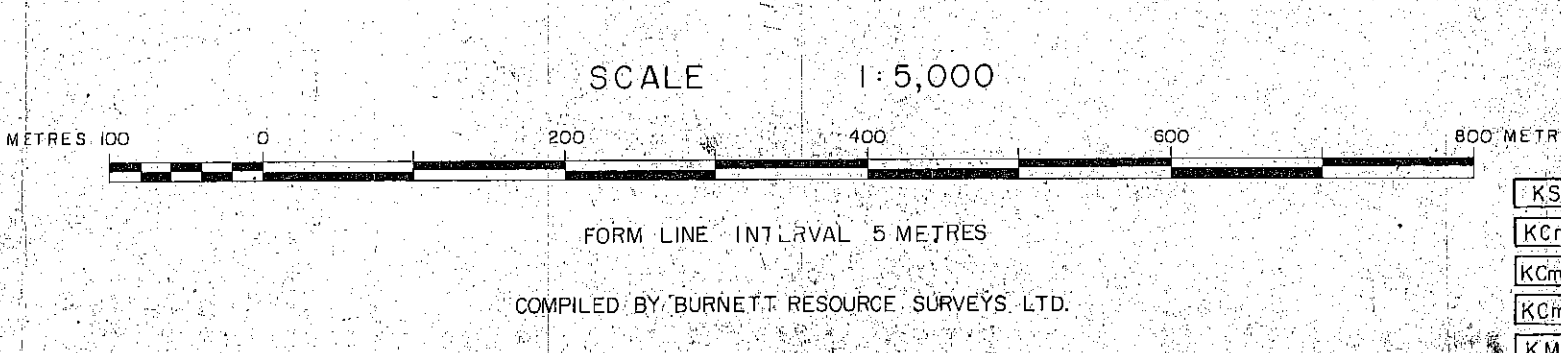 SCALE 1:5,000
METRES 100 0 200 400 600 800 METR
KS
KCr
FORM LINE INTERVAL 5 METRES
KCm
COMPILED BY BURNETT RESOURCE SURVEYS LTD.
KCm
KM